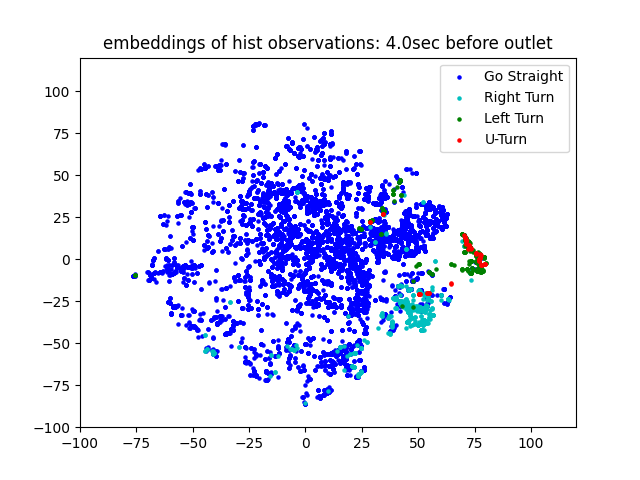 embeddings of hist observations: 4.0sec before outlet
Go Straight
Right Turn
Left Turn
U-Turn
100
75
50
25
0
−25
−50
−75
−100
−100 −75 −50 −25 0 25 50 75 100